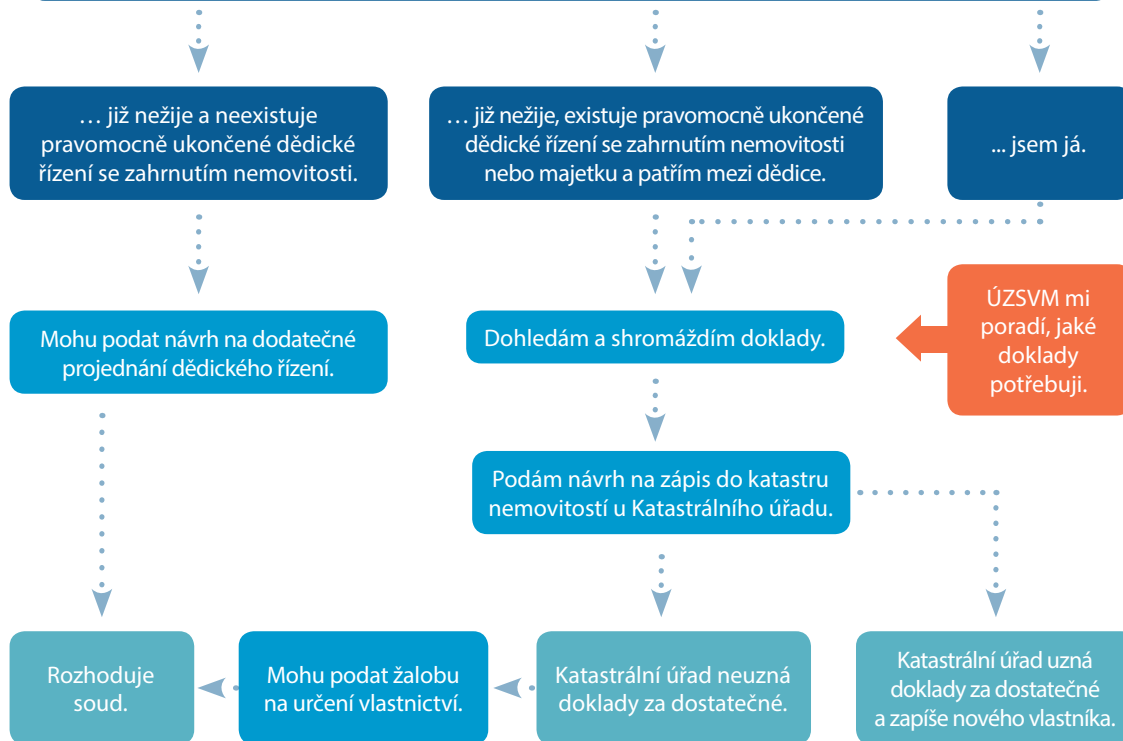 … již nežije a neexistuje
pravomocně ukončené dědické
řízení se zahrnutím nemovitosti.
… již nežije, existuje pravomocně ukončené
dědické řízení se zahrnutím nemovitosti
nebo majetku a patřím mezi dědice.
... jsem já.
Mohu podat návrh na dodatečné
projednání dědického řízení.
Dohledám a shromáždím doklady.
ÚZSVM mi
poradí, jaké
doklady
potřebuji.
Podám návrh na zápis do katastru
nemovitostí u Katastrálního úřadu.
Rozhoduje
soud.
Mohu podat žalobu
na určení vlastnictví.
Katastrální úřad neuzná
doklady za dostatečné.
Katastrální úřad uzná
doklady za dostatečné
a zapíše nového vlastníka.